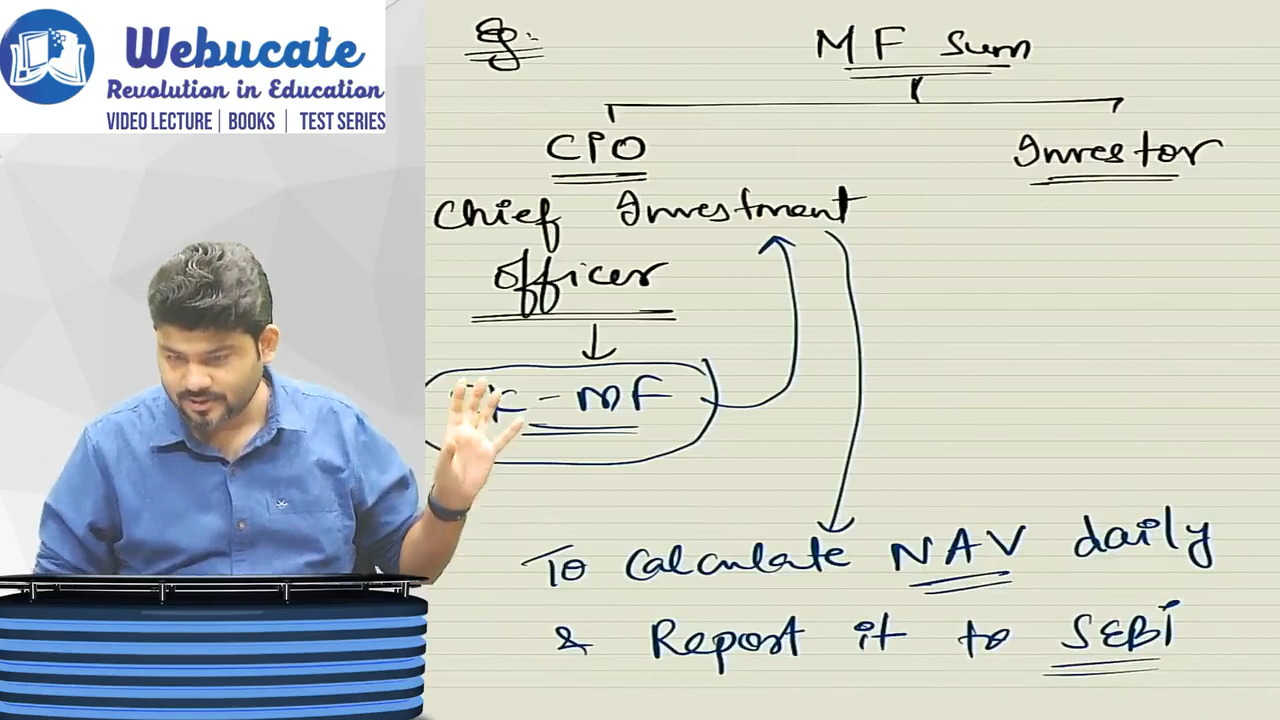 Webucate
Revolution in Education
VIDEO LECTURE | BOOKS | TEST SERIES
Eg:
MF Sum
CIO
Investor
Chief Investment
Officer
- MF
To calculate NAV daily
& Report it to SEBI